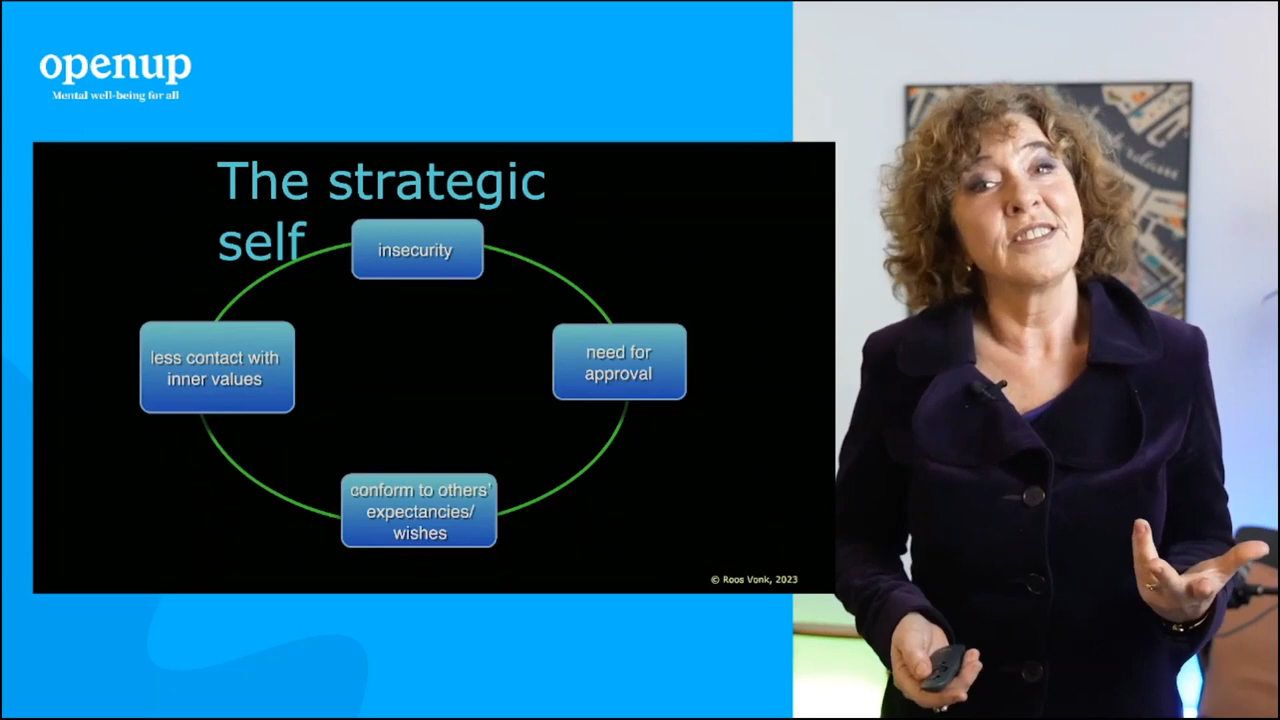 openup
Mental well-being for all
The strategic
self
insecurity
less contact with
inner values
need for
approval
conform to others'
expectancies/
wishes
© Roos Vonk, 2023